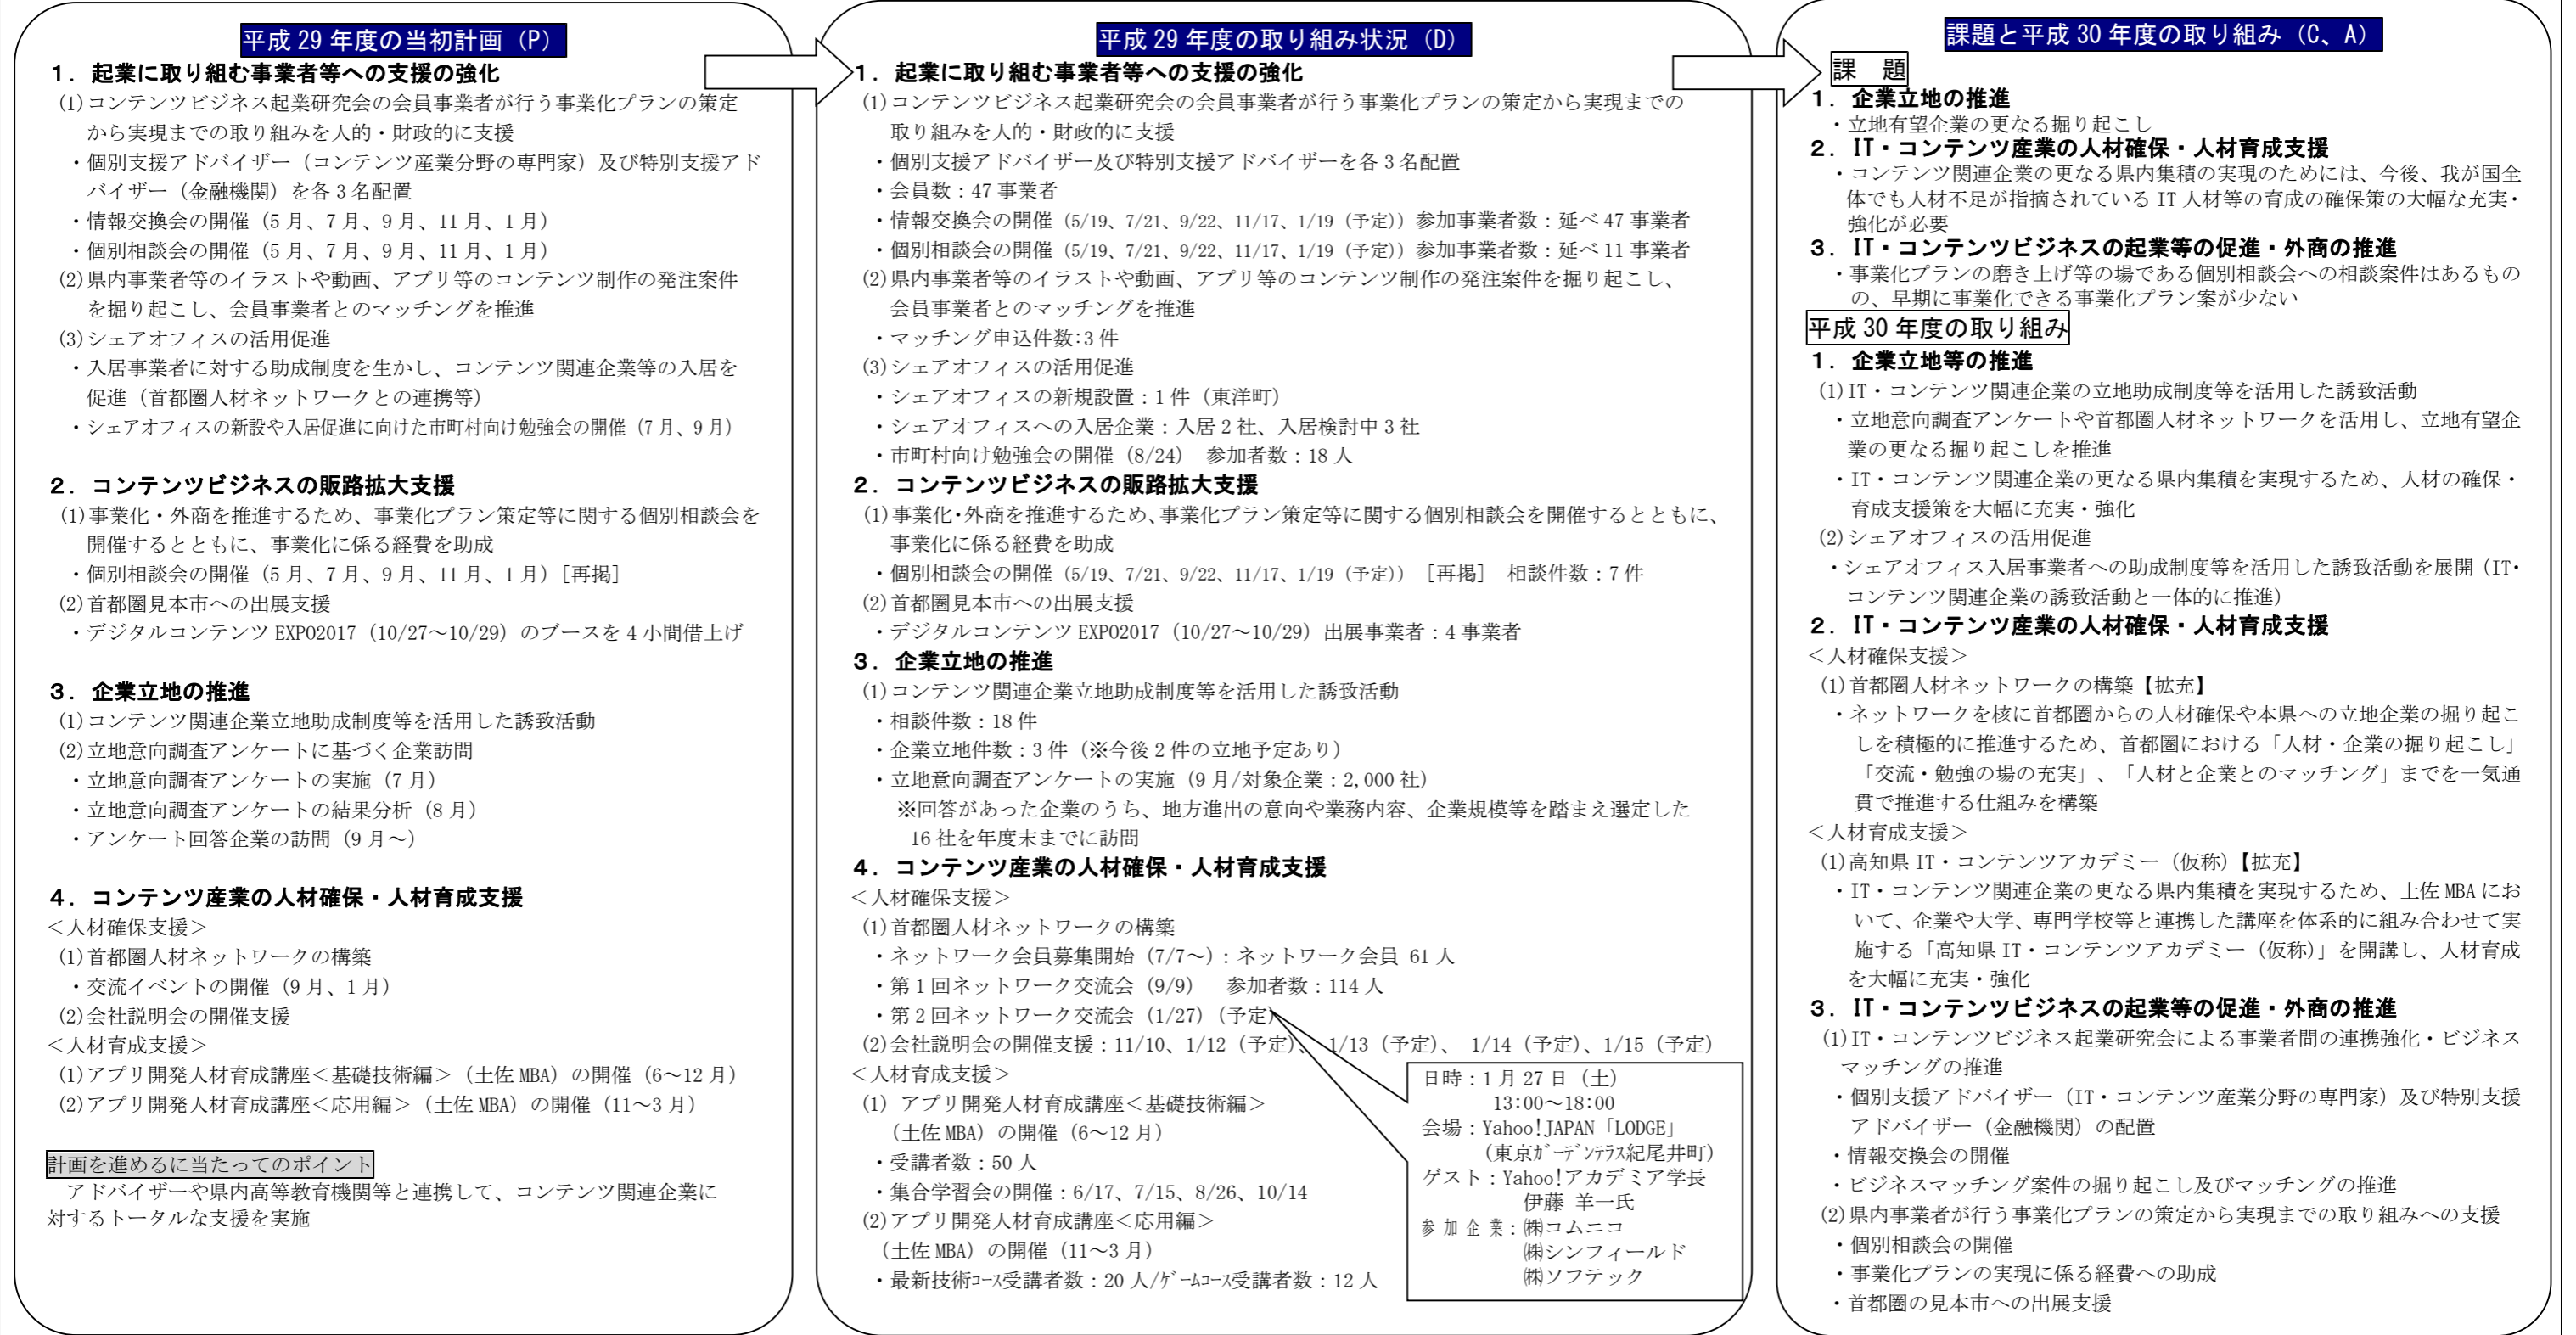 平成 29 年度の当初計画（P）
１．起業に取り組む事業者等への支援の強化
(1)コンテンツビジネス起業研究会の会員事業者が行う事業化プランの策定
から実現までの取り組みを人的・財政的に支援
・個別支援アドバイザー（コンテンツ産業分野の専門家）及び特別支援アド
バイザー（金融機関）を各 3 名配置
・情報交換会の開催（5 月、7 月、9 月、11 月、1 月）
・個別相談会の開催（5 月、7 月、9 月、11 月、1 月）
(2)県内事業者等のイラストや動画、アプリ等のコンテンツ制作の発注案件
を掘り起こし、会員事業者とのマッチングを推進
(3)シェアオフィスの活用促進
・入居事業者に対する助成制度を生かし、コンテンツ関連企業等の入居を
促進（首都圏人材ネットワークとの連携等）
・シェアオフィスの新設や入居促進に向けた市町村向け勉強会の開催（7 月、9 月）
２．コンテンツビジネスの販路拡大支援
(1)事業化・外商を推進するため、事業化プラン策定等に関する個別相談会を
開催するとともに、事業化に係る経費を助成
・個別相談会の開催（5 月、7 月、9 月、11 月、1 月）［再掲］
(2)首都圏見本市への出展支援
・デジタルコンテンツ EXPO2017（10/27～10/29）のブースを 4 小間借上げ
３．企業立地の推進
(1)コンテンツ関連企業立地助成制度等を活用した誘致活動
(2)立地意向調査アンケートに基づく企業訪問
・立地意向調査アンケートの実施（7 月）
・立地意向調査アンケートの結果分析（8 月）
・アンケート回答企業の訪問（9 月～）
４．コンテンツ産業の人材確保・人材育成支援
＜人材確保支援＞
(1)首都圏人材ネットワークの構築
・交流イベントの開催（9 月、1 月）
(2)会社説明会の開催支援
＜人材育成支援＞
(1)アプリ開発人材育成講座＜基礎技術編＞（土佐 MBA）の開催（6～12 月）
(2)アプリ開発人材育成講座＜応用編＞（土佐 MBA）の開催（11～3 月）
計画を進めるに当たってのポイント
アドバイザーや県内高等教育機関等と連携して、コンテンツ関連企業に
対するトータルな支援を実施
平成 29 年度の取り組み状況（D）
１．起業に取り組む事業者等への支援の強化
(1)コンテンツビジネス起業研究会の会員事業者が行う事業化プランの策定から実現までの
取り組みを人的・財政的に支援
・個別支援アドバイザー及び特別支援アドバイザーを各 3 名配置
・会員数：47 事業者
・情報交換会の開催（5/19、7/21、9/22、11/17、1/19（予定））参加事業者数：延べ 47 事業者
・個別相談会の開催（5/19、7/21、9/22、11/17、1/19（予定））参加事業者数：延べ 11 事業者
(2)県内事業者等のイラストや動画、アプリ等のコンテンツ制作の発注案件を掘り起こし、
会員事業者とのマッチングを推進
・マッチング申込件数:3 件
(3)シェアオフィスの活用促進
・シェアオフィスの新規設置：1 件（東洋町）
・シェアオフィスへの入居企業：入居 2 社、入居検討中 3 社
・市町村向け勉強会の開催（8/24） 参加者数：18 人
２．コンテンツビジネスの販路拡大支援
(1)事業化・外商を推進するため、事業化プラン策定等に関する個別相談会を開催するとともに、
事業化に係る経費を助成
・個別相談会の開催（5/19、7/21、9/22、11/17、1/19（予定））［再掲］ 相談件数：7 件
(2)首都圏見本市への出展支援
・デジタルコンテンツ EXPO2017（10/27～10/29）出展事業者：4 事業者
３．企業立地の推進
(1)コンテンツ関連企業立地助成制度等を活用した誘致活動
・相談件数：18 件
・企業立地件数：3 件（※今後 2 件の立地予定あり）
・立地意向調査アンケートの実施（9 月/対象企業：2,000 社）
※回答があった企業のうち、地方進出の意向や業務内容、企業規模等を踏まえ選定した
16 社を年度末までに訪問
４．コンテンツ産業の人材確保・人材育成支援
＜人材確保支援＞
(1)首都圏人材ネットワークの構築
・ネットワーク会員募集開始（7/7～）：ネットワーク会員 61 人
・第 1 回ネットワーク交流会（9/9） 参加者数：114 人
・第 2 回ネットワーク交流会（1/27）（予定）
(2)会社説明会の開催支援：11/10、1/12（予定）、 1/13（予定）、 1/14（予定）、1/15（予定）
＜人材育成支援＞
(1) アプリ開発人材育成講座＜基礎技術編＞
（土佐 MBA）の開催（6～12 月）
・受講者数：50 人
・集合学習会の開催：6/17、7/15、8/26、10/14
(2)アプリ開発人材育成講座＜応用編＞
（土佐 MBA）の開催（11～3 月）
・最新技術ｺｰｽ受講者数：20 人/ｹﾞｰﾑｺｰｽ受講者数：12 人
日時：1 月 27 日（土）
13:00～18:00
会場：Yahoo!JAPAN「LODGE」
（東京ｶﾞｰﾃﾞﾝﾃﾗｽ紀尾井町）
ゲスト：Yahoo!アカデミア学長
伊藤 羊一氏
参加企業：㈱コムニコ
㈱シンフィールド
㈱ソフテック
課題と平成 30 年度の取り組み（C、A）
課 題
１．企業立地の推進
・立地有望企業の更なる掘り起こし
２．IT・コンテンツ産業の人材確保・人材育成支援
・コンテンツ関連企業の更なる県内集積の実現のためには、今後、我が国全
体でも人材不足が指摘されている IT 人材等の育成の確保策の大幅な充実・
強化が必要
３．IT・コンテンツビジネスの起業等の促進・外商の推進
・事業化プランの磨き上げ等の場である個別相談会への相談案件はあるもの
の、早期に事業化できる事業化プラン案が少ない
平成 30 年度の取り組み
１．企業立地等の推進
(1)IT・コンテンツ関連企業の立地助成制度等を活用した誘致活動
・立地意向調査アンケートや首都圏人材ネットワークを活用し、立地有望企
業の更なる掘り起こしを推進
・IT・コンテンツ関連企業の更なる県内集積を実現するため、人材の確保・
育成支援策を大幅に充実・強化
(2)シェアオフィスの活用促進
・シェアオフィス入居事業者への助成制度等を活用した誘致活動を展開（IT・
コンテンツ関連企業の誘致活動と一体的に推進）
２．IT・コンテンツ産業の人材確保・人材育成支援
＜人材確保支援＞
(1)首都圏人材ネットワークの構築【拡充】
・ネットワークを核に首都圏からの人材確保や本県への立地企業の掘り起こ
しを積極的に推進するため、首都圏における「人材・企業の掘り起こし」
「交流・勉強の場の充実」、「人材と企業とのマッチング」までを一気通
貫で推進する仕組みを構築
＜人材育成支援＞
(1)高知県 IT・コンテンツアカデミー（仮称）【拡充】
・IT・コンテンツ関連企業の更なる県内集積を実現するため、土佐 MBA にお
いて、企業や大学、専門学校等と連携した講座を体系的に組み合わせて実
施する「高知県 IT・コンテンツアカデミー（仮称）」を開講し、人材育成
を大幅に充実・強化
３．IT・コンテンツビジネスの起業等の促進・外商の推進
(1)IT・コンテンツビジネス起業研究会による事業者間の連携強化・ビジネス
マッチングの推進
・個別支援アドバイザー（IT・コンテンツ産業分野の専門家）及び特別支援
アドバイザー（金融機関）の配置
・情報交換会の開催
・ビジネスマッチング案件の掘り起こし及びマッチングの推進
(2)県内事業者が行う事業化プランの策定から実現までの取り組みへの支援
・個別相談会の開催
・事業化プランの実現に係る経費への助成
・首都圏の見本市への出展支援